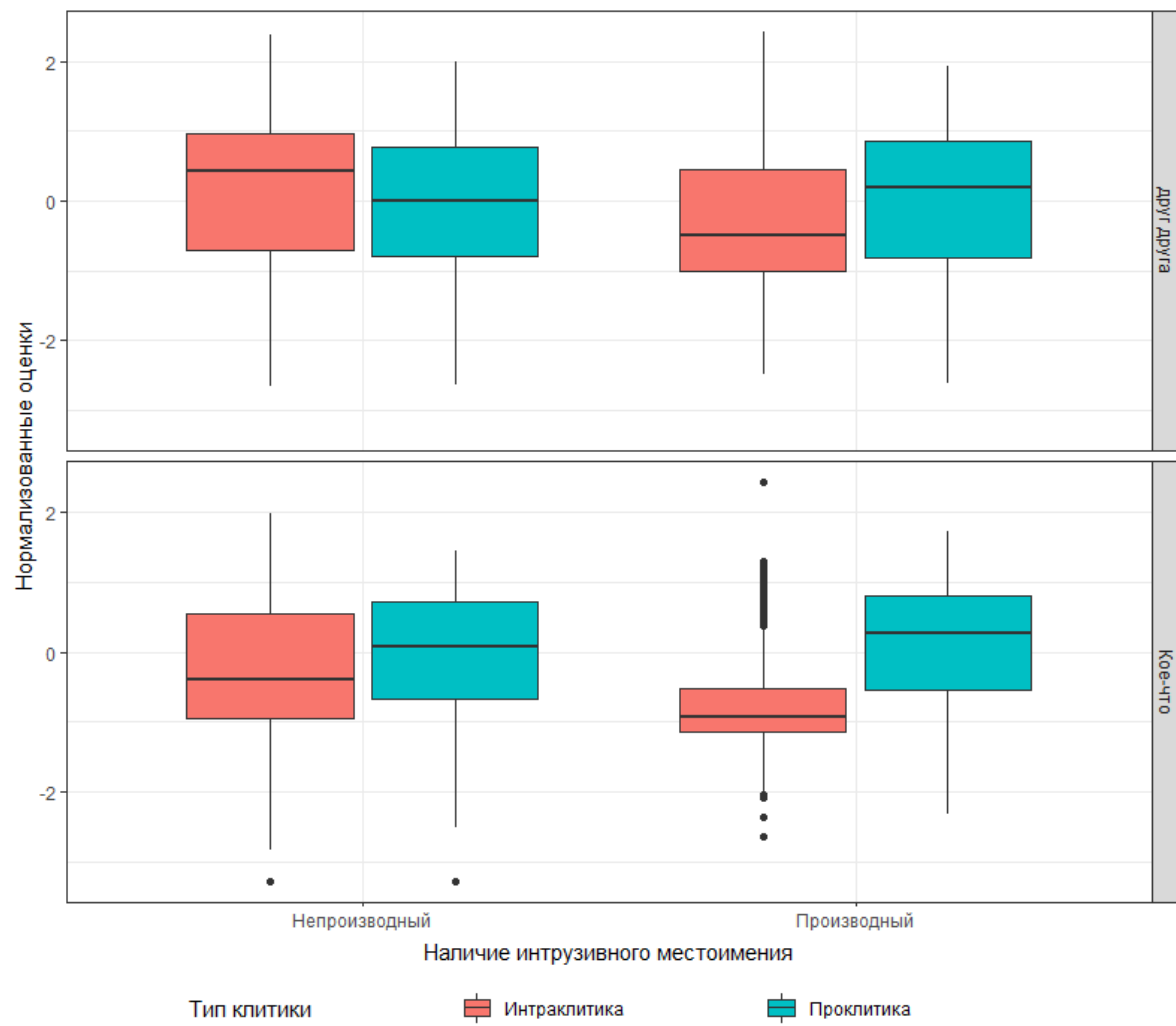 2
0
-2
друг друга
Нормализованные оценки
2
0
-2
Кое-что
Непроизводный Производный
Наличие интрузивного местоимения
Тип клитики Интраклитика Проклитика